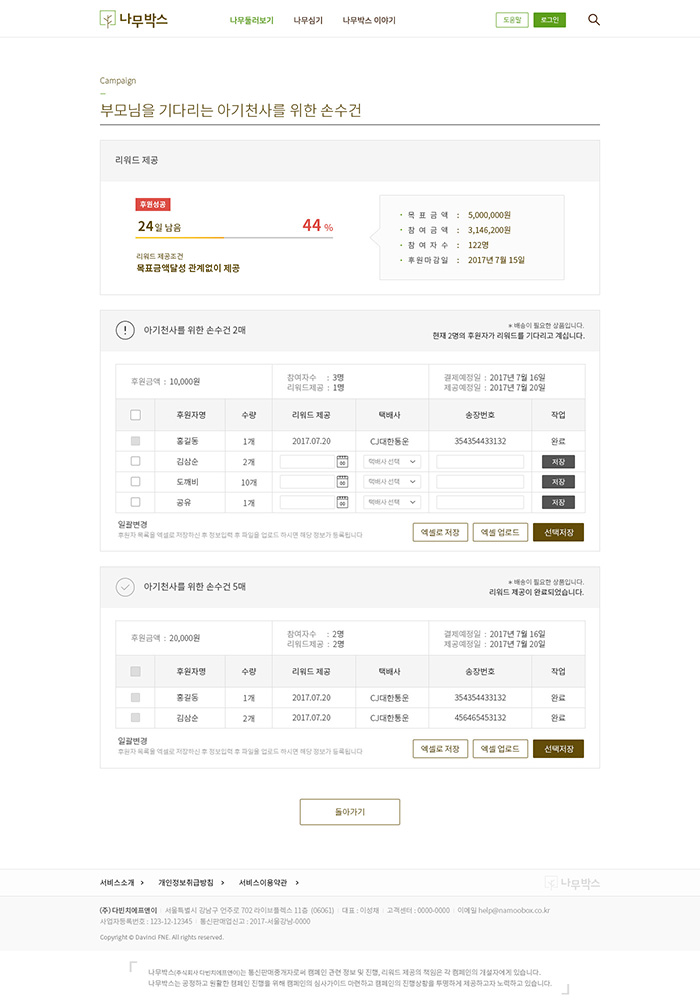 나무박스 나무둘러보기 나무심기 나무박스 이야기 도움말 로그인
Campaign
부모님을 기다리는 아기천사를 위한 손수건
리워드 제공
후원성공
24일 남음 44 %
리워드 제공조건
목표금액달성 관계없이 제공
· 목 표 금 액 : 5,000,000원
· 참 여 금 액 : 3,146,200원
· 참 여 자 수 : 122명
· 후원마감일 : 2017년 7월 15일
아기천사를 위한 손수건 2매
* 배송이 필요한 상품입니다.
현재 2명의 후원자가 리워드를 기다리고 계십니다.
후원금액 : 10,000원
참여자수 : 3명
리워드제공 : 1명
결제예정일 : 2017년 7월 16일
제공예정일 : 2017년 7월 20일
후원자명 수량 리워드 제공 택배사 송장번호 작업
홍길동 1개 2017.07.20 CJ대한통운 354354433132 완료
김삼순 2개 택배사 선택 저장
도깨비 10개 택배사 선택 저장
공유 1개 택배사 선택 저장
일괄변경
후원자 목록을 엑셀로 저장하신 후 정보입력 후 파일을 업로드 하시면 해당 정보가 등록됩니다
엑셀로 저장 엑셀 업로드 선택저장
아기천사를 위한 손수건 5매
* 배송이 필요한 상품입니다.
리워드 제공이 완료되었습니다.
후원금액 : 20,000원
참여자수 : 2명
리워드제공 : 2명
결제예정일 : 2017년 7월 16일
제공예정일 : 2017년 7월 20일
후원자명 수량 리워드 제공 택배사 송장번호 작업
홍길동 1개 2017.07.20 CJ대한통운 354354433132 완료
김삼순 2개 2017.07.20 CJ대한통운 456465453132 완료
일괄변경
후원자 목록을 엑셀로 저장하신 후 정보입력 후 파일을 업로드 하시면 해당 정보가 등록됩니다
엑셀로 저장 엑셀 업로드 선택저장
돌아가기
서비스소개 개인정보취급방침 서비스이용약관 나무박스
(주) 다빈치에프앤이 | 서울특별시 강남구 언주로 702 라이브플렉스 11층 (06061) | 대표 : 이성재 | 고객센터 : 0000-0000 | 이메일 help@namoobox.co.kr
사업자등록번호 : 123-12-12345 | 통신판매업신고 : 2017-서울강남-0000
Copyright © Davinci FNE. All rights reserved.
나무박스(주식회사 다빈치에프앤이)는 통신판매중개자로써 캠페인 관련 정보 및 진행, 리워드 제공의 책임은 각 캠페인의 개설자에게 있습니다.
나무박스는 공정하고 원활한 캠페인 진행을 위해 캠페인의 심사가이드 마련하고 캠페인의 진행상황을 투명하게 제공하고자 노력하고 있습니다.